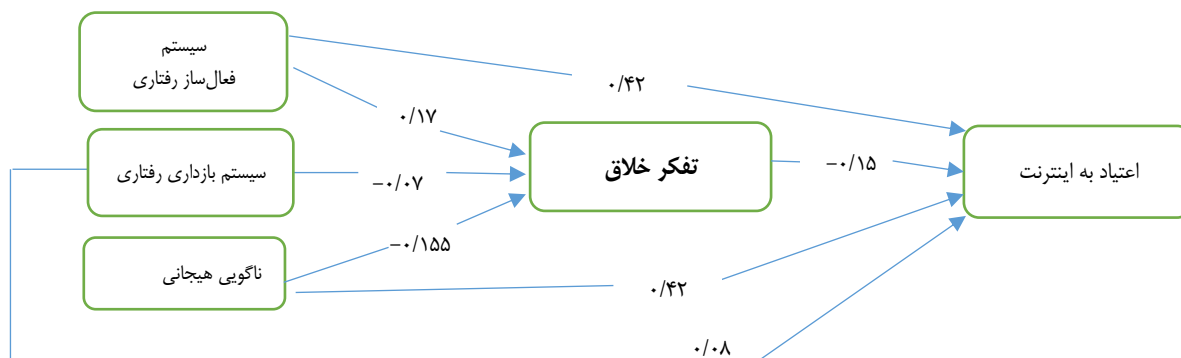 سیستم
فعال‌ساز رفتاری
۰/۴۲
۰/۱۷
تفکر خلاق
-۰/۱۵
اعتیاد به اینترنت
سیستم بازداری رفتاری
-۰/۰۷
-۰/۱۵۵
ناگویی هیجانی
۰/۴۲
۰/۰۸